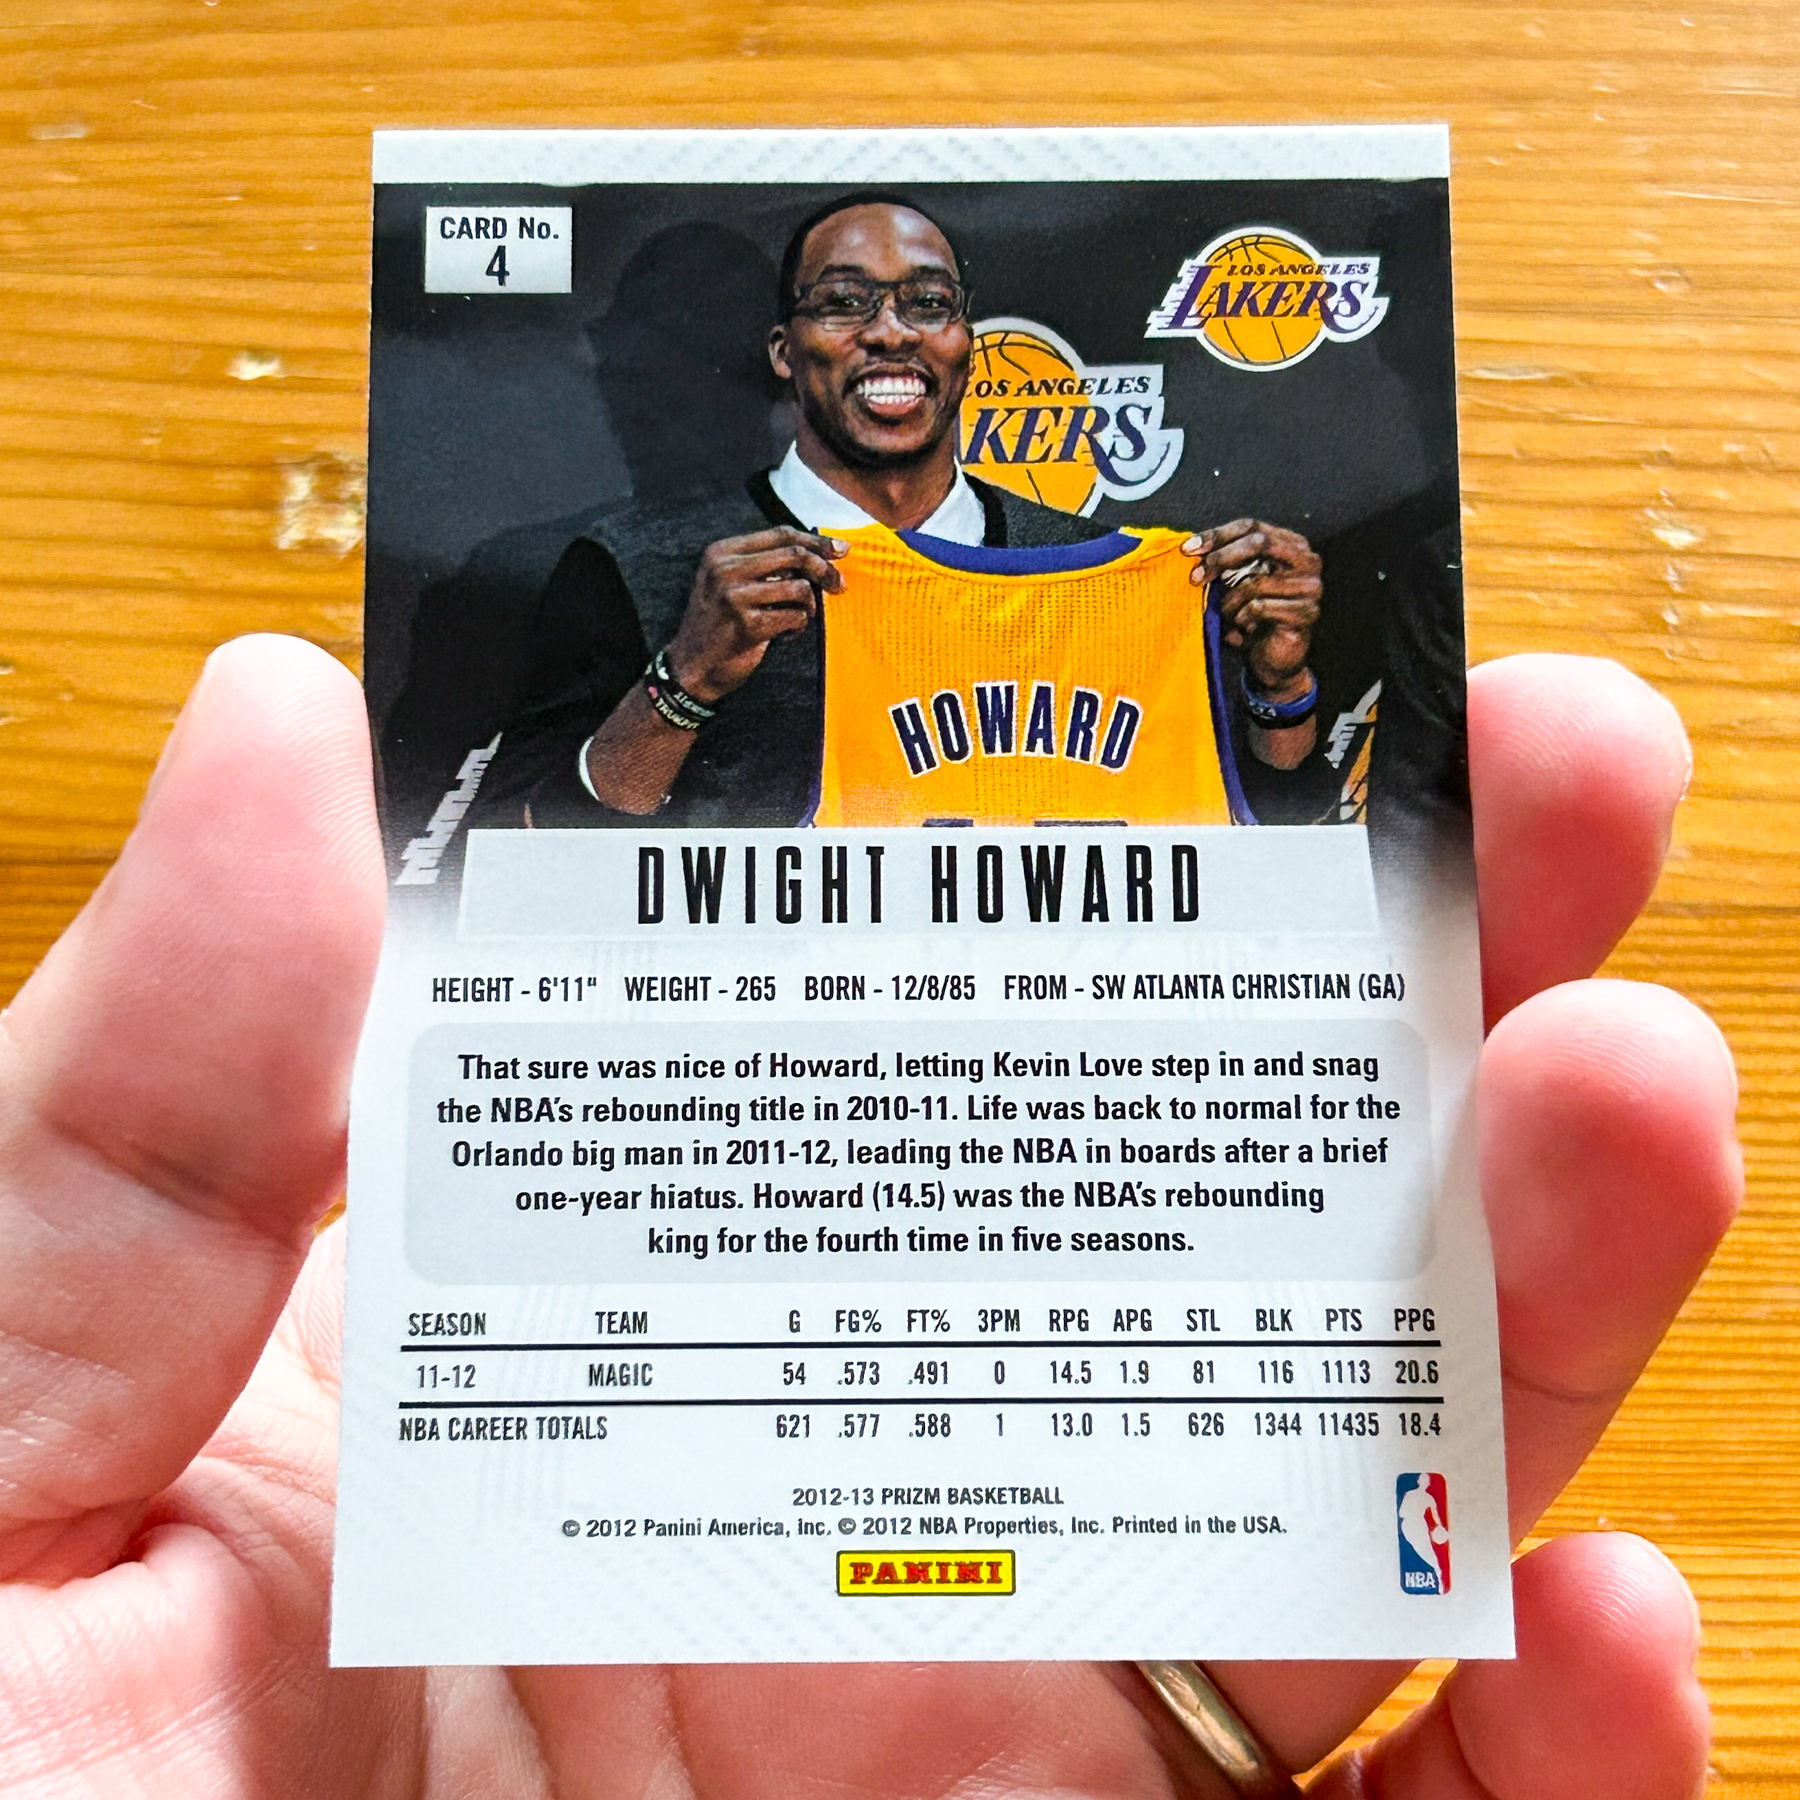 CARD No.
4
LOS ANGELES
LAKERS
OS ANGELES
KERS
HOWARD
DWIGHT HOWARD
HEIGHT - 6'11" WEIGHT - 265 BORN - 12/8/85 FROM - SW ATLANTA CHRISTIAN (GA)
That sure was nice of Howard, letting Kevin Love step in and snag
the NBA's rebounding title in 2010-11. Life was back to normal for the
Orlando big man in 2011-12, leading the NBA in boards after a brief
one-year hiatus. Howard (14.5) was the NBA's rebounding
king for the fourth time in five seasons.
SEASON TEAM G FG% FT% 3PM RPG APG STL BLK PTS PPG
11-12 MAGIC 54 .573 .491 0 14.5 1.9 81 116 1113 20.6
NBA CAREER TOTALS 621 .577 .588 1 13.0 1.5 626 1344 11435 18.4
2012-13 PRIZM BASKETBALL
© 2012 Panini America, Inc. © 2012 NBA Properties, Inc. Printed in the USA.
PANINI
NBA